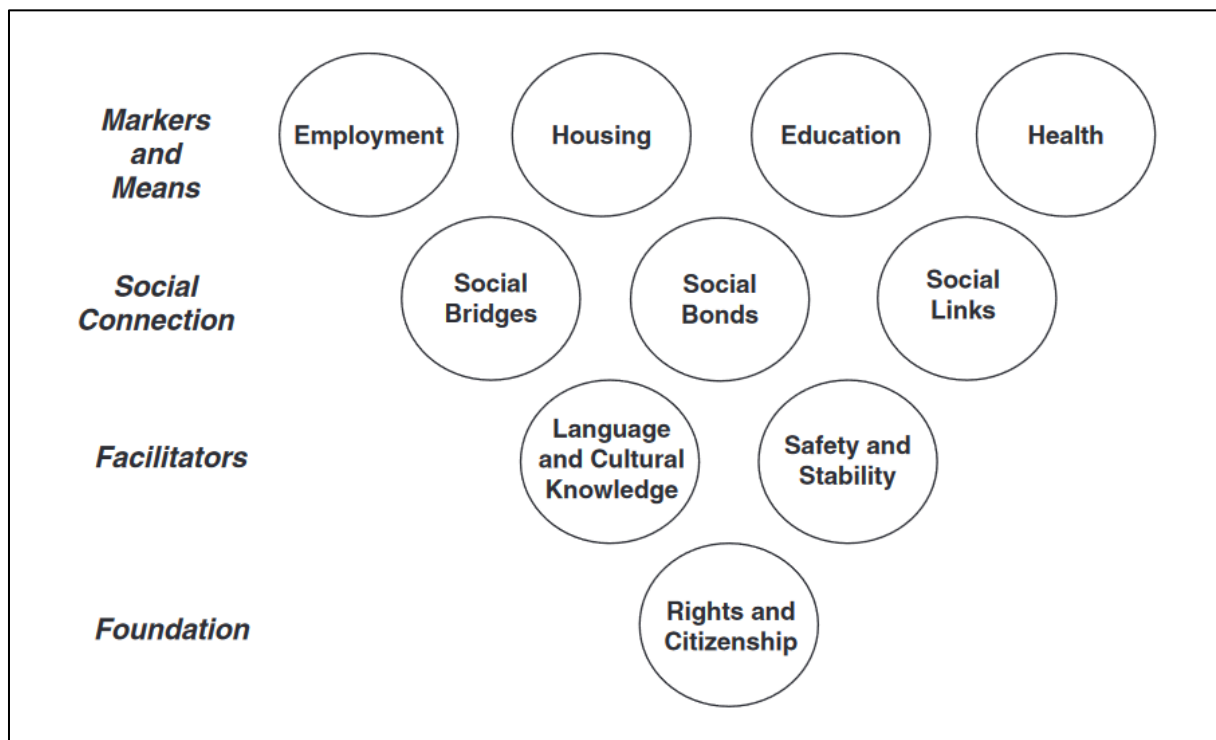 Markers
and
Means
Employment
Housing
Education
Health
Social
Connection
Social
Bridges
Social
Bonds
Social
Links
Facilitators
Language
and Cultural
Knowledge
Safety and
Stability
Foundation
Rights and
Citizenship